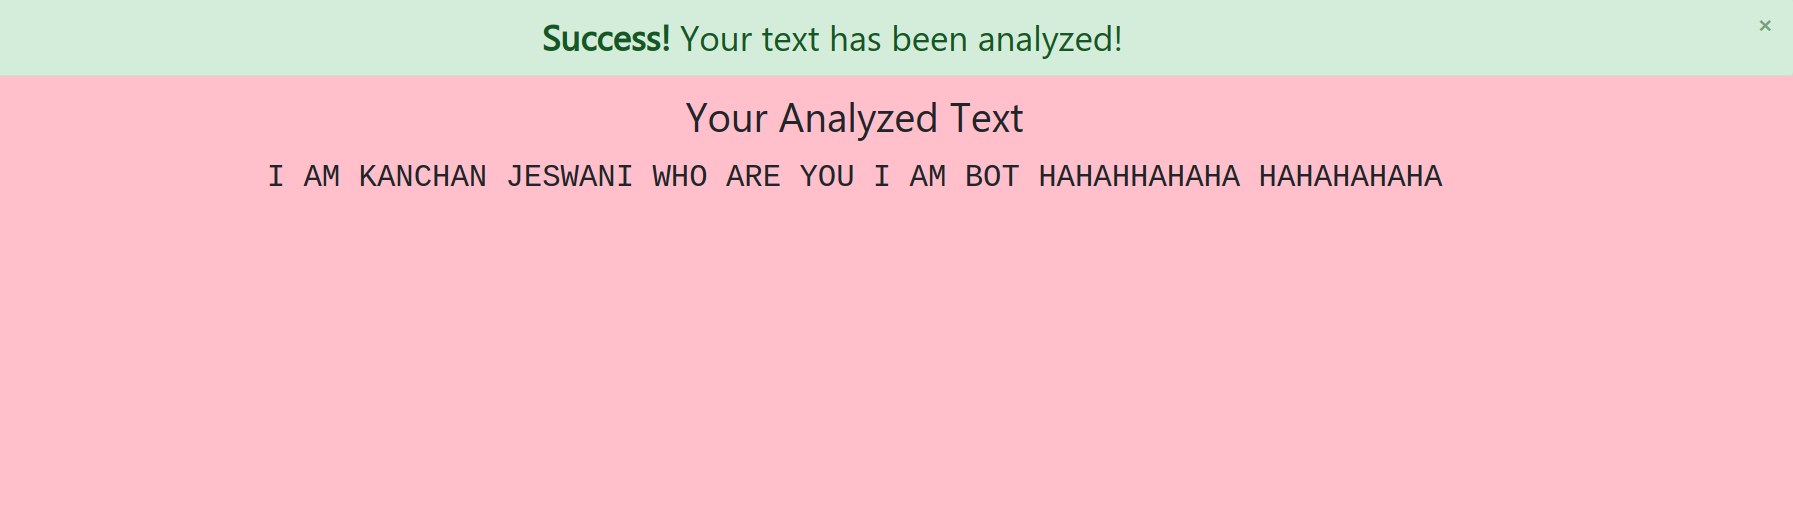 Success! Your text has been analyzed!
×
Your Analyzed Text
I AM KANCHAN JESWANI WHO ARE YOU I AM BOT HAHAHHAHAHA HAHAHAHAHA